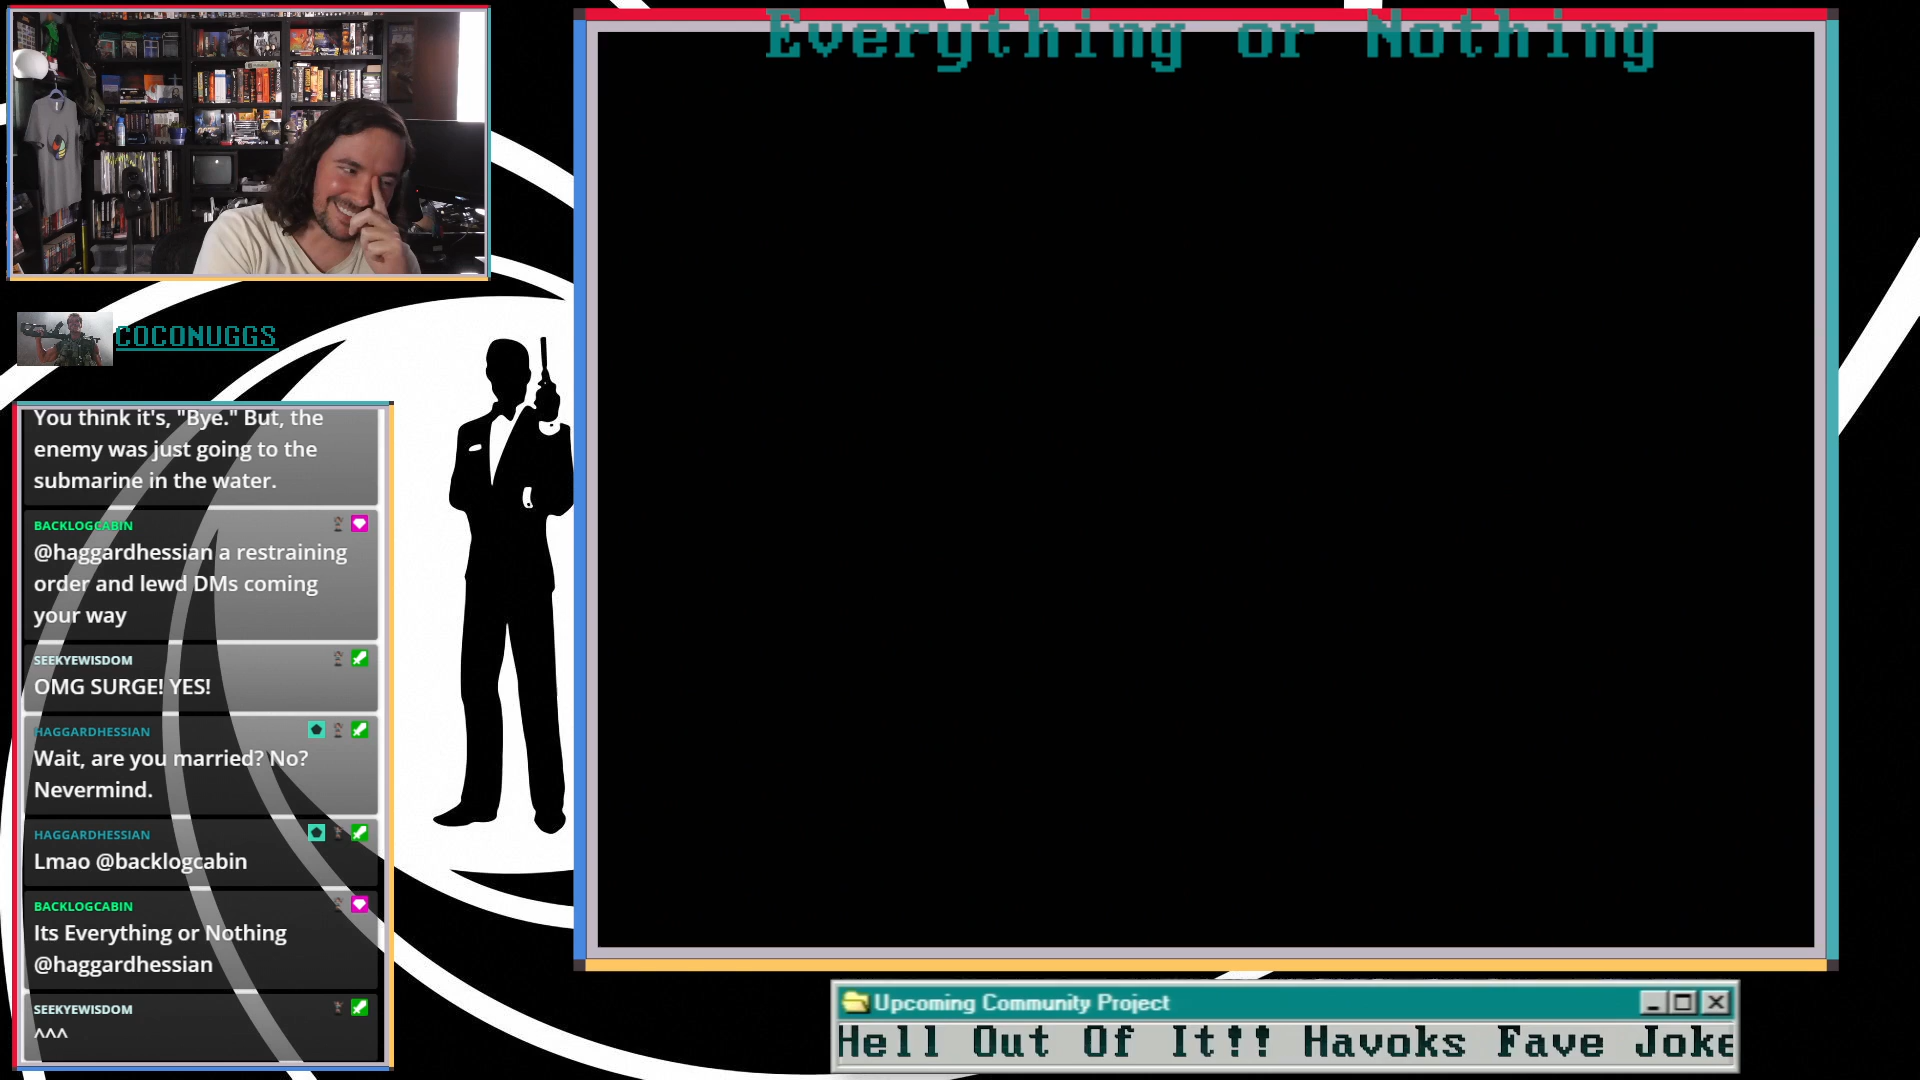 Everything or Nothing
COCONUGGS
You think it's, "Bye." But, the
enemy was just going to the
submarine in the water.
BACKLOGCABIN
@haggardhessian a restraining
order and lewd DMs coming
your way
SEEKYEWISDOM
OMG SURGE! YES!
HAGGARDHESSIAN
Wait, are you married? No?
Nevermind.
HAGGARDHESSIAN
Lmao @backlogcabin
BACKLOGCABIN
Its Everything or Nothing
@haggardhessian
SEEKYEWISDOM
^^^
Upcoming Community Project
Hell Out Of It!! Havoks Fave Joke